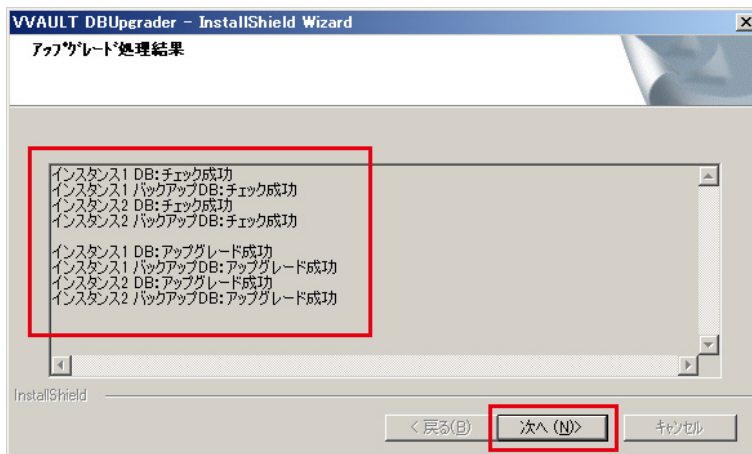 VVAULT DBUpgrader - InstallShield Wizard
アップグレード処理結果
インスタンス1 DB:チェック成功
インスタンス1 バックアップDB:チェック成功
インスタンス2 DB:チェック成功
インスタンス2 バックアップDB:チェック成功
インスタンス1 DB:アップグレード成功
インスタンス1 バックアップDB:アップグレード成功
インスタンス2 DB:アップグレード成功
インスタンス2 バックアップDB:アップグレード成功
InstallShield
< 戻る(B)
次へ (N)>
キャンセル